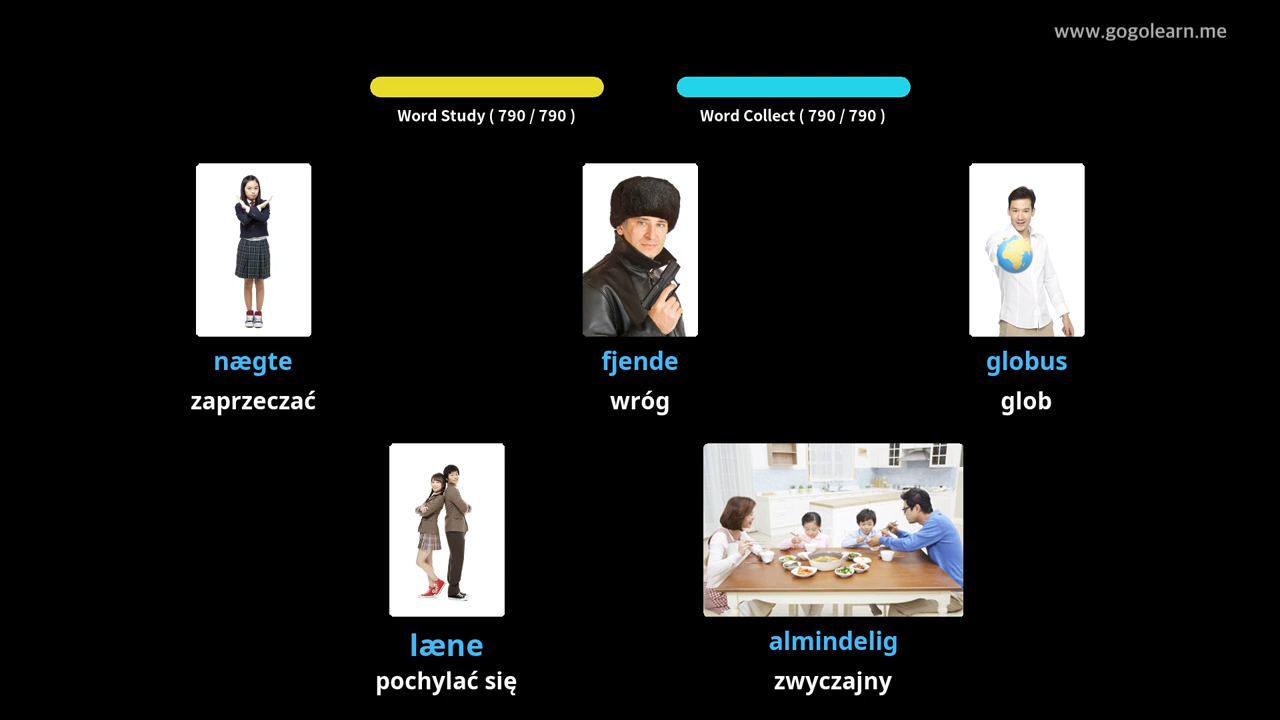 www.gogolearn.me
Word Study ( 790 / 790 )
Word Collect ( 790 / 790 )
nægte
zaprzeczać
fjende
wróg
globus
glob
læne
pochylać się
almindelig
zwyczajny